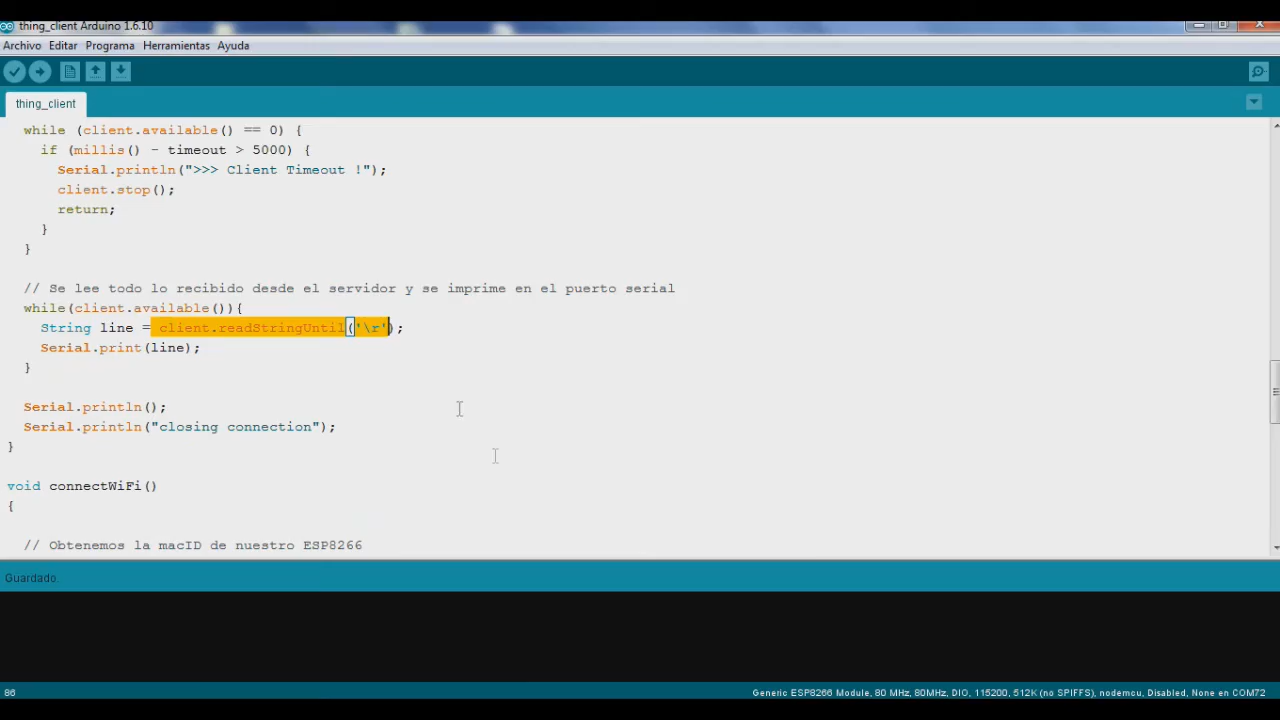 thing_client Arduino 1.6.10
Archivo Editar Programa Herramientas Ayuda
thing_client
while (client.available() == 0) {
if (millis() - timeout > 5000) {
Serial.println(">>> Client Timeout !");
client.stop();
return;
}
}
// Se lee todo lo recibido desde el servidor y se imprime en el puerto serial
while(client.available()){
String line = client.readStringUntil('\r');
Serial.print(line);
}
Serial.println();
Serial.println("closing connection");
}
void connectWiFi()
{
// Obtenemos la macID de nuestro ESP8266
Guardado.
86
Generic ESP8266 Module, 80 MHz, 80MHz, DIO, 115200, 512K (no SPIFFS), nodemcu, Disabled, None en COM72